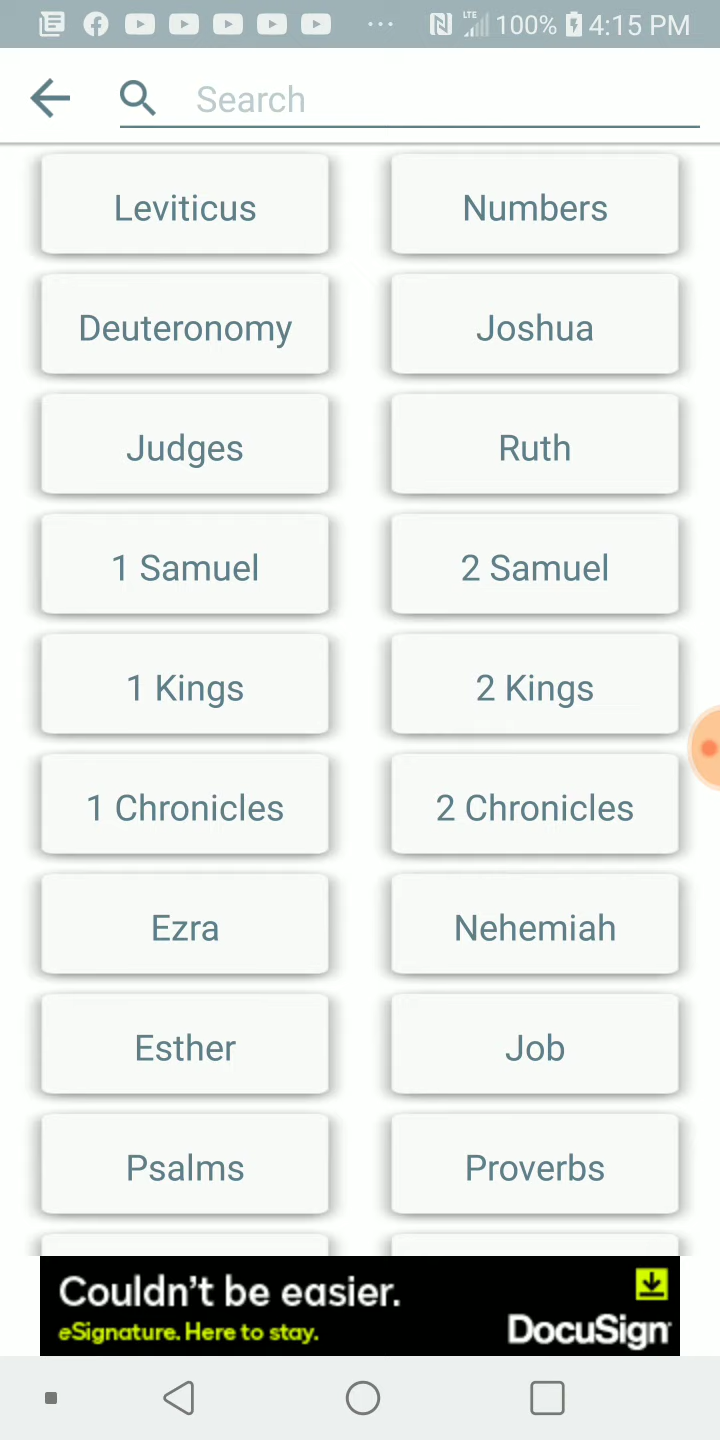 LTE 100% 4:15 PM
Search
Leviticus
Numbers
Deuteronomy
Joshua
Judges
Ruth
1 Samuel
2 Samuel
1 Kings
2 Kings
1 Chronicles
2 Chronicles
Ezra
Nehemiah
Esther
Job
Psalms
Proverbs
Couldn't be easier.
eSignature. Here to stay.
DocuSign